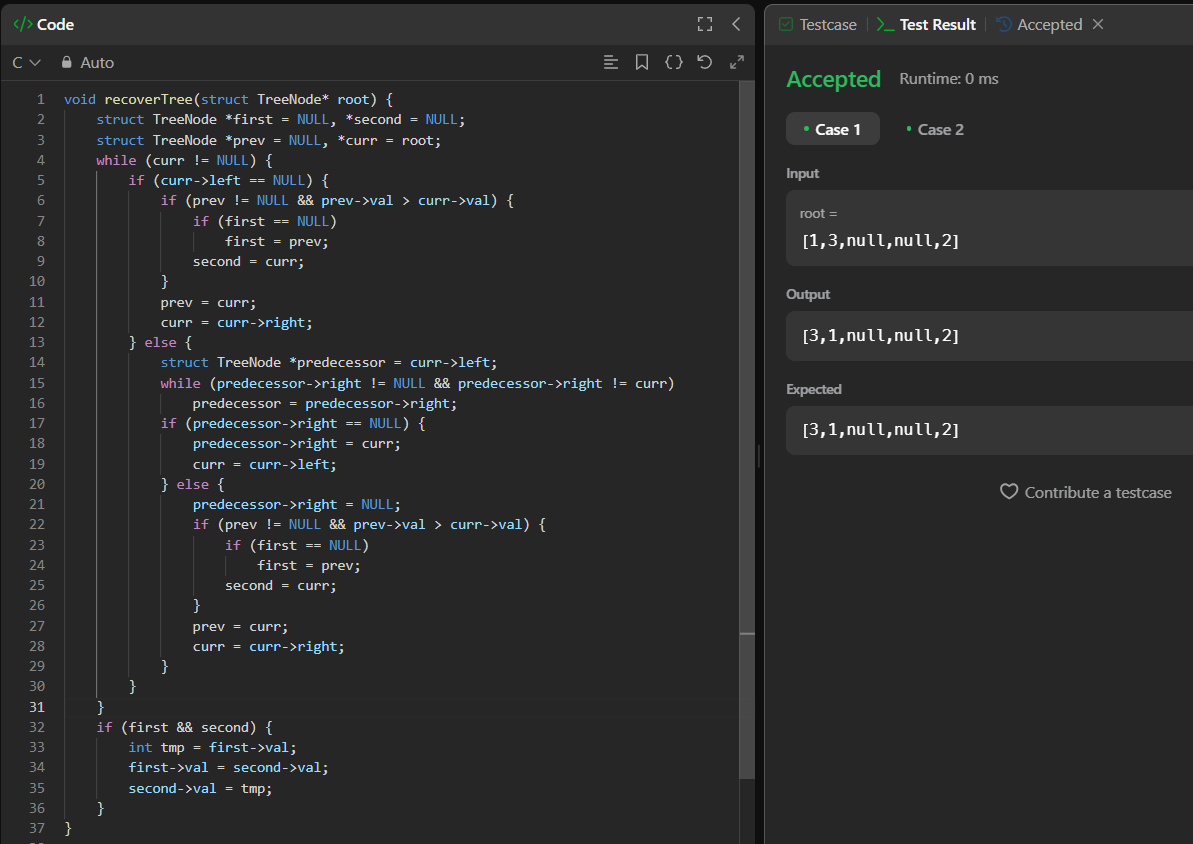 </> Code
C Auto
1 void recoverTree(struct TreeNode* root) {
2     struct TreeNode *first = NULL, *second = NULL;
3     struct TreeNode *prev = NULL, *curr = root;
4     while (curr != NULL) {
5         if (curr->left == NULL) {
6             if (prev != NULL && prev->val > curr->val) {
7                 if (first == NULL)
8                     first = prev;
9                 second = curr;
10             }
11             prev = curr;
12             curr = curr->right;
13         } else {
14             struct TreeNode *predecessor = curr->left;
15             while (predecessor->right != NULL && predecessor->right != curr)
16                 predecessor = predecessor->right;
17             if (predecessor->right == NULL) {
18                 predecessor->right = curr;
19                 curr = curr->left;
20             } else {
21                 predecessor->right = NULL;
22                 if (prev != NULL && prev->val > curr->val) {
23                     if (first == NULL)
24                         first = prev;
25                     second = curr;
26                 }
27                 prev = curr;
28                 curr = curr->right;
29             }
30         }
31     }
32     if (first && second) {
33         int tmp = first->val;
34         first->val = second->val;
35         second->val = tmp;
36     }
37 }
Testcase Test Result Accepted
Accepted Runtime: 0 ms
Case 1 Case 2
Input
root =
[1,3,null,null,2]
Output
[3,1,null,null,2]
Expected
[3,1,null,null,2]
Contribute a testcase